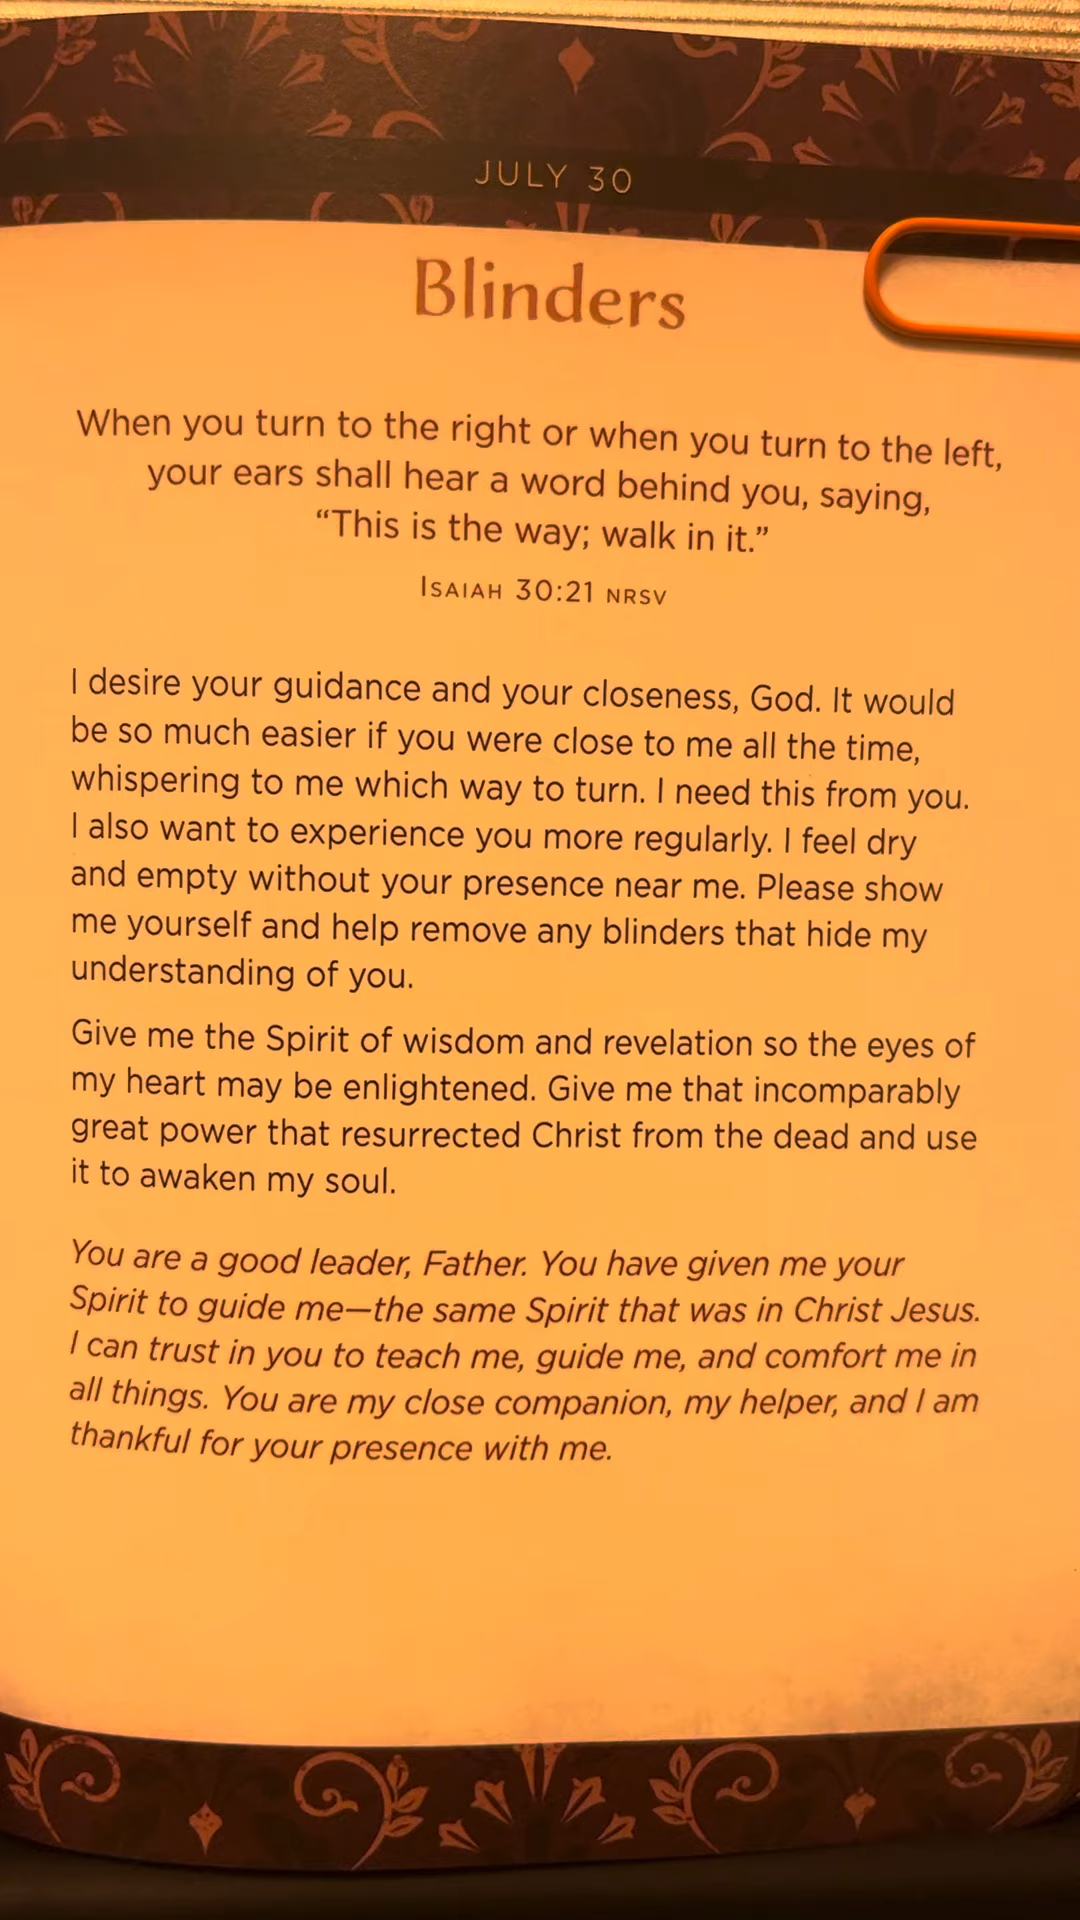 JULY 30
Blinders
When you turn to the right or when you turn to the left,
your ears shall hear a word behind you, saying,
“This is the way; walk in it.”
Isaiah 30:21 NRSV
I desire your guidance and your closeness, God. It would
be so much easier if you were close to me all the time,
whispering to me which way to turn. I need this from you.
I also want to experience you more regularly. I feel dry
and empty without your presence near me. Please show
me yourself and help remove any blinders that hide my
understanding of you.
Give me the Spirit of wisdom and revelation so the eyes of
my heart may be enlightened. Give me that incomparably
great power that resurrected Christ from the dead and use
it to awaken my soul.
You are a good leader, Father. You have given me your
Spirit to guide me—the same Spirit that was in Christ Jesus.
I can trust in you to teach me, guide me, and comfort me in
all things. You are my close companion, my helper, and I am
thankful for your presence with me.